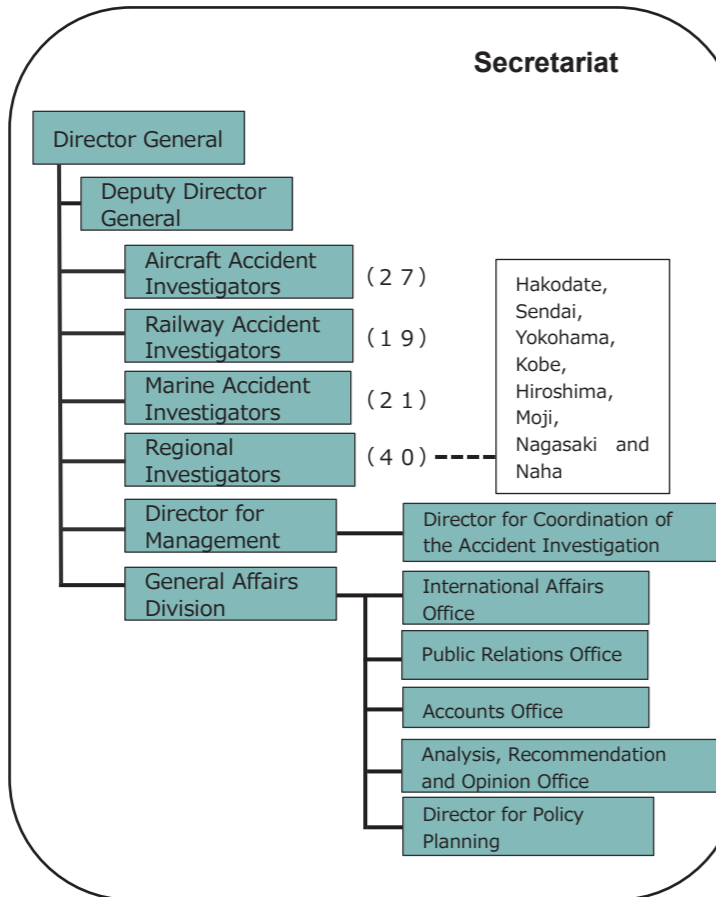 Secretariat
Director General
Deputy Director
General
Aircraft Accident
Investigators
(27)
Railway Accident
Investigators
(19)
Marine Accident
Investigators
(21)
Regional
Investigators
(40)
Hakodate,
Sendai,
Yokohama,
Kobe,
Hiroshima,
Moji,
Nagasaki and
Naha
Director for
Management
Director for Coordination of
the Accident Investigation
General Affairs
Division
International Affairs
Office
Public Relations Office
Accounts Office
Analysis, Recommendation
and Opinion Office
Director for Policy
Planning